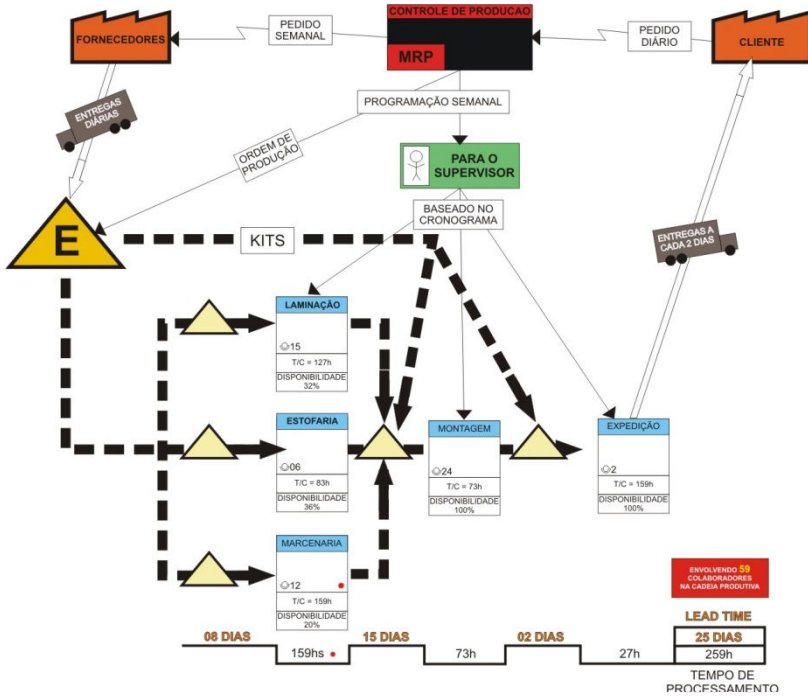 FORNECEDORES
PEDIDO
SEMANAL
CONTROLE DE PRODUCAO
MRP
PEDIDO
DIÁRIO
CLIENTE
ENTREGAS
DIÁRIAS
PROGRAMAÇÃO SEMANAL
ORDEM DE
PRODUÇÃO
PARA O
SUPERVISOR
BASEADO NO
CRONOGRAMA
ENTREGAS A
CADA 2 DIAS
E
KITS
LAMINAÇÃO
15
T/C = 127h
DISPONIBILIDADE
32%
ESTOFARIA
06
T/C = 83h
DISPONIBILIDADE
36%
MONTAGEM
24
T/C = 73h
DISPONIBILIDADE
100%
EXPEDIÇÃO
2
T/C = 159h
DISPONIBILIDADE
100%
MARCENARIA
12
T/C = 159h
DISPONIBILIDADE
20%
ENVOLVENDO 59
COLABORADORES
NA CADEIA PRODUTIVA
LEAD TIME
08 DIAS 15 DIAS 02 DIAS 25 DIAS
159hs 73h 27h 259h
TEMPO DE
PROCESSAMENTO